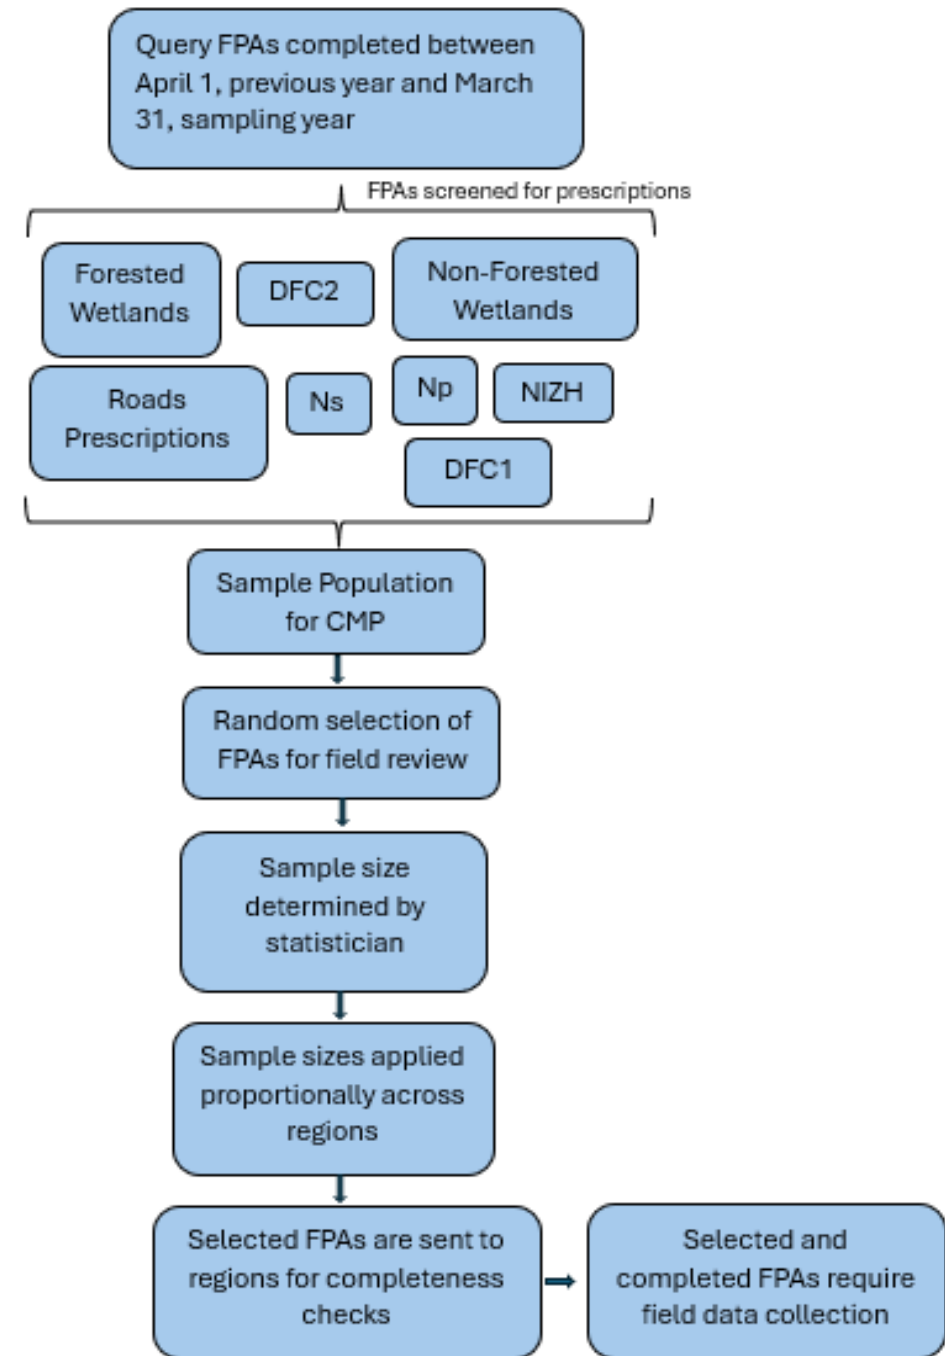 Query FPAs completed between
April 1, previous year and March
31, sampling year
FPAs screened for prescriptions
Forested
Wetlands
DFC2
Non-Forested
Wetlands
Roads
Prescriptions
Ns
Np
NIZH
DFC1
Sample Population
for CMP
Random selection of
FPAs for field review
Sample size
determined by
statistician
Sample sizes applied
proportionally across
regions
Selected FPAs are sent to
regions for completeness
checks
Selected and
completed FPAs require
field data collection